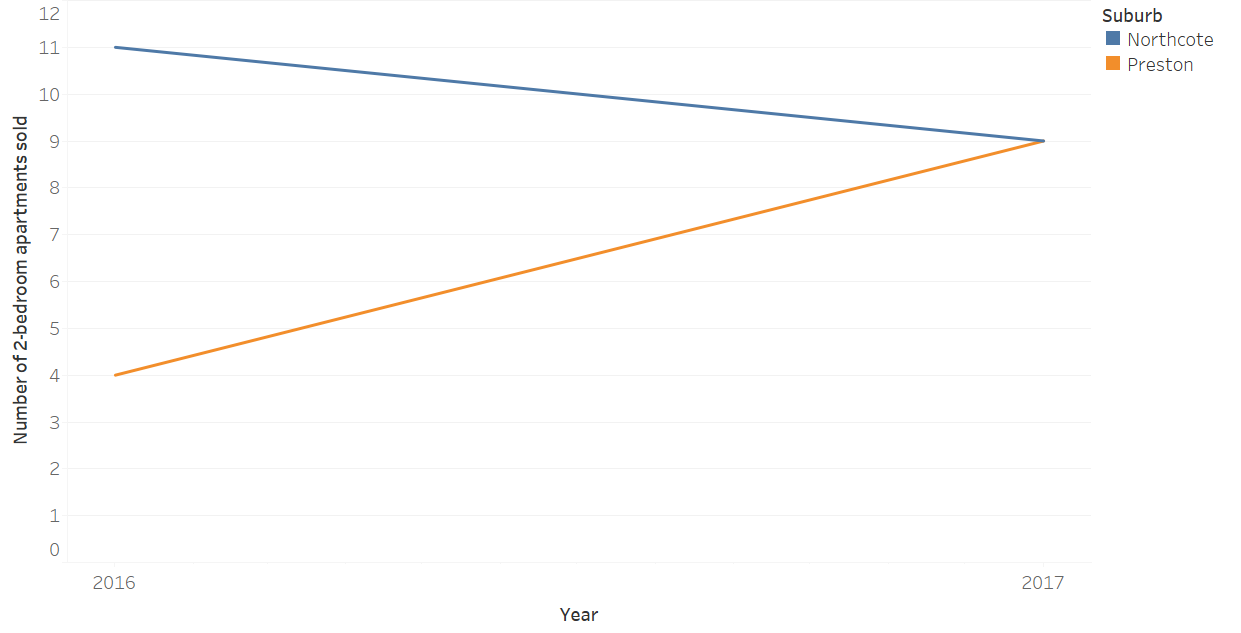 Suburb
Northcote
Preston
Number of 2-bedroom apartments sold
12
11
10
9
8
7
6
5
4
3
2
1
0
2016 2017
Year